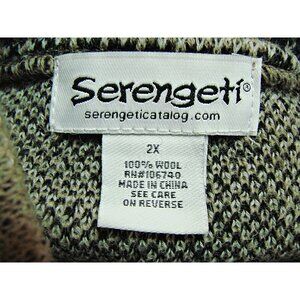 Serengeti®
serengeticatalog.com
2X
100% WOOL
RN#106740
MADE IN CHINA
SEE CARE
ON REVERSE